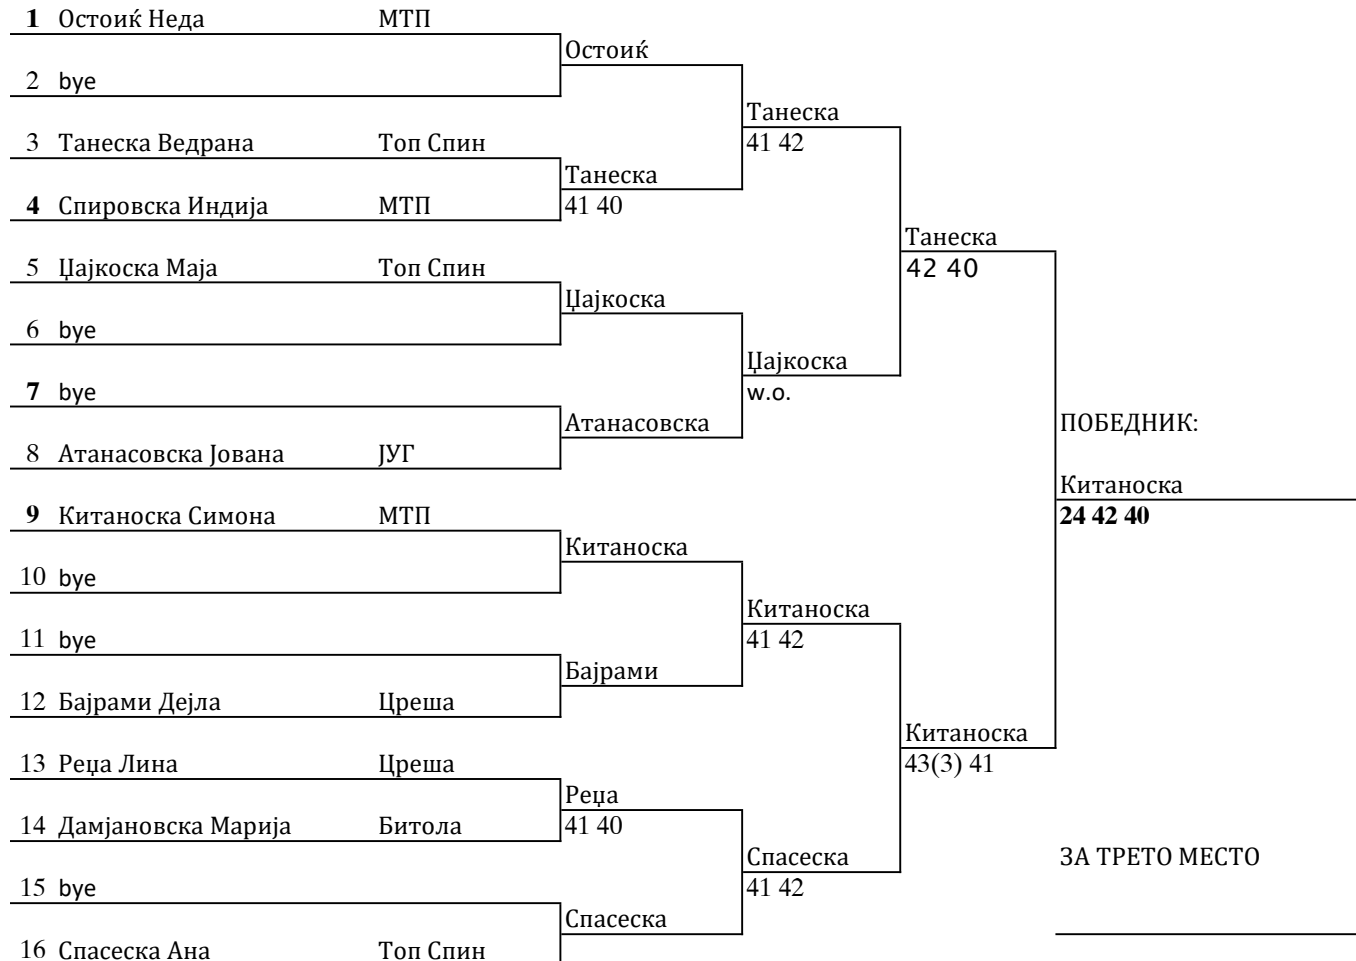 1 Остоиќ Неда МТП
Остоиќ
2 bye
Танеска
3 Танеска Ведрана Топ Спин 41 42
Танеска
4 Спировска Индија МТП 41 40
Танеска
5 Џајкоска Маја Топ Спин 42 40
Џајкоска
6 bye
Џајкоска
7 bye w.o.
Атанасовска ПОБЕДНИК:
8 Атанасовска Јована ЈУГ
Китаноска
9 Китаноска Симона МТП 24 42 40
Китаноска
10 bye
Китаноска
11 bye 41 42
Бајрами
12 Бајрами Дејла Цреша
Китаноска
13 Реџа Лина Цреша 43(3) 41
Реџа
14 Дамјановска Марија Битола 41 40
Спасеска ЗА ТРЕТО МЕСТО
15 bye 41 42
Спасеска
16 Спасеска Ана Топ Спин